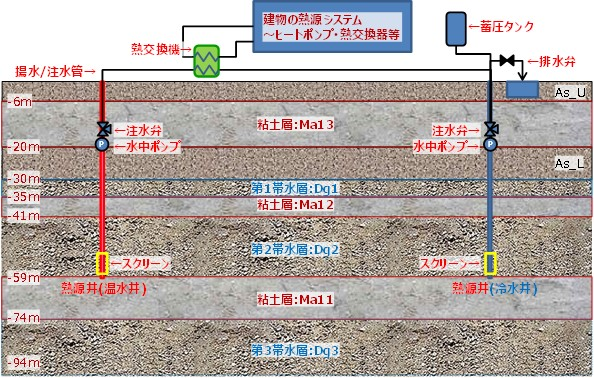 建物の熱源システム
～ヒートポンプ・熱交換器等
←蓄圧タンク
熱交換機
←排水弁
揚水/注水管
As_U
-6m
粘土層:Ma13
←注水弁
注水弁→
←水中ポンプ
水中ポンプ→
-20m
As_L
-30m
第1帯水層:Dg1
-35m
粘土層:Ma12
-41m
第2帯水層:Dg2
←スクリーン
スクリーン→
-59m
熱源井(温水井)
熱源井(冷水井)
粘土層:Ma11
-74m
第3帯水層:Dg3
-94m
P
P